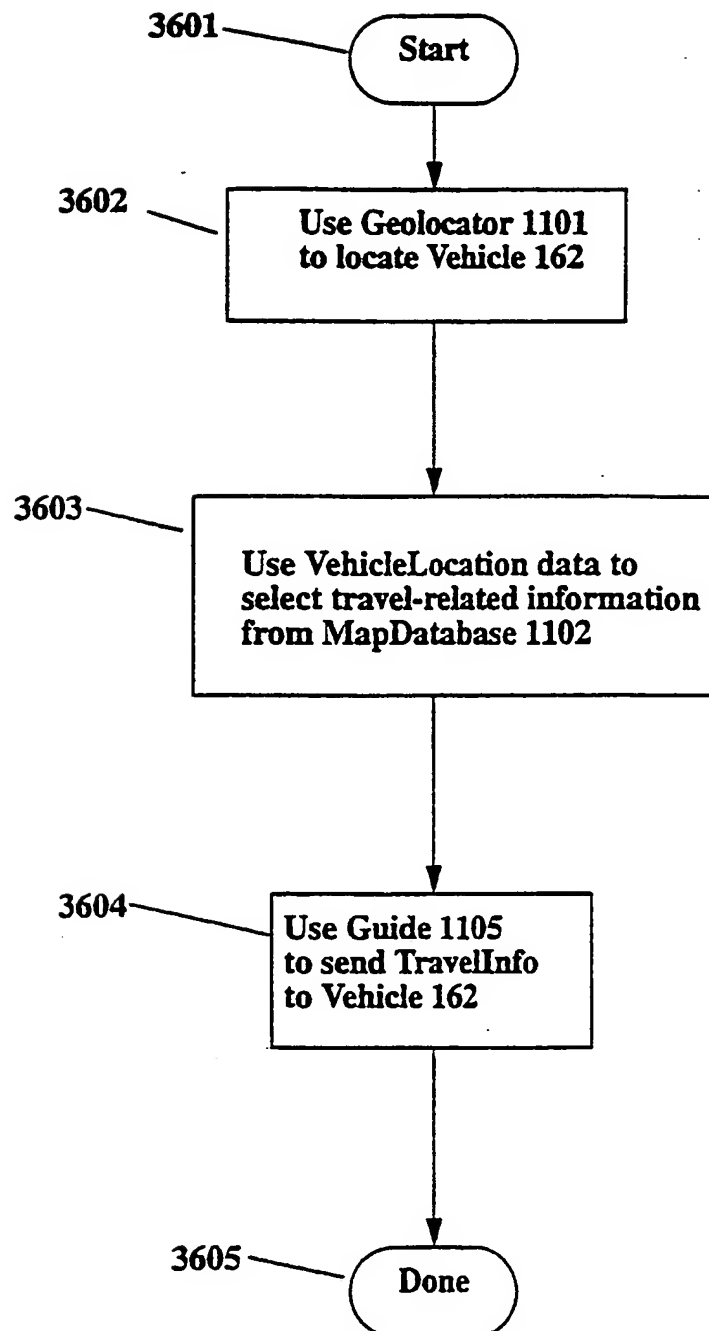 3601
Start
3602
Use Geolocator 1101
to locate Vehicle 162
3603
Use VehicleLocation data to
select travel-related information
from MapDatabase 1102
3604
Use Guide 1105
to send TravelInfo
to Vehicle 162
3605
Done